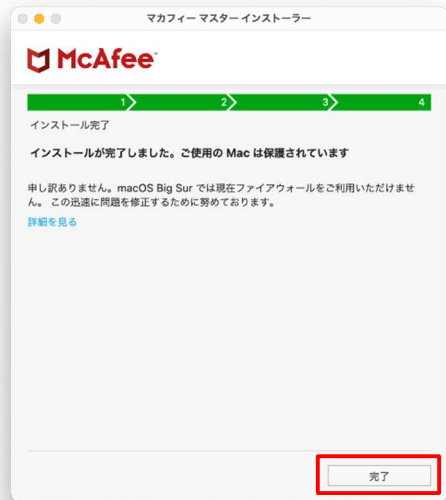 マカフィー マスター インストーラー
McAfee
1 2 3 4
インストール完了
インストールが完了しました。ご使用の Mac は保護されています
申し訳ありません。macOS Big Sur では現在ファイアウォールをご利用いただけませ
ん。 この迅速に問題を修正するために努めております。
詳細を見る
完了